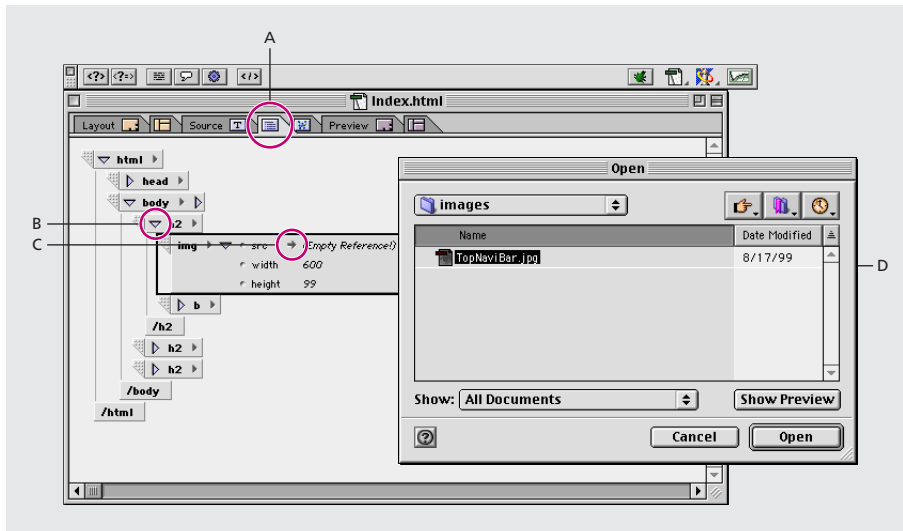 A
<?> <?=> </>
Index.html
Layout Source T Preview
html
head
body
B
h2
C
img src (Empty Reference!)
width 600
height 99
b
/h2
h2
h2
/body
/html
Open
images
Name Date Modified
TopNaviBar.jpg 8/17/99
D
Show: All Documents Show Preview
? Cancel Open